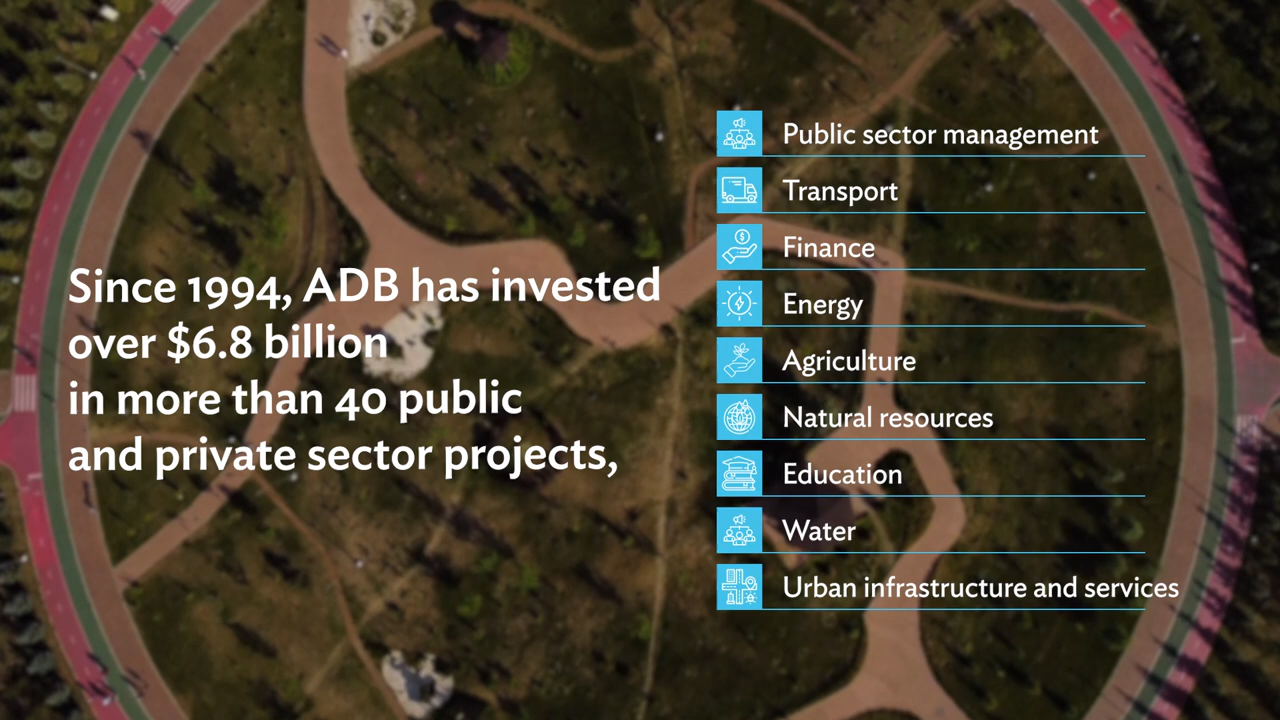 Since 1994, ADB has invested
over $6.8 billion
in more than 40 public
and private sector projects,
Public sector management
Transport
Finance
Energy
Agriculture
Natural resources
Education
Water
Urban infrastructure and services